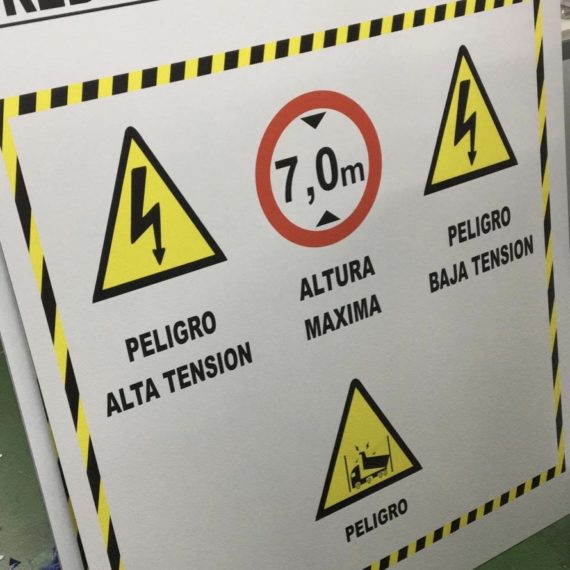 7,0m
PELIGRO
ALTA TENSION
ALTURA
MAXIMA
PELIGRO
BAJA TENSION
PELIGRO